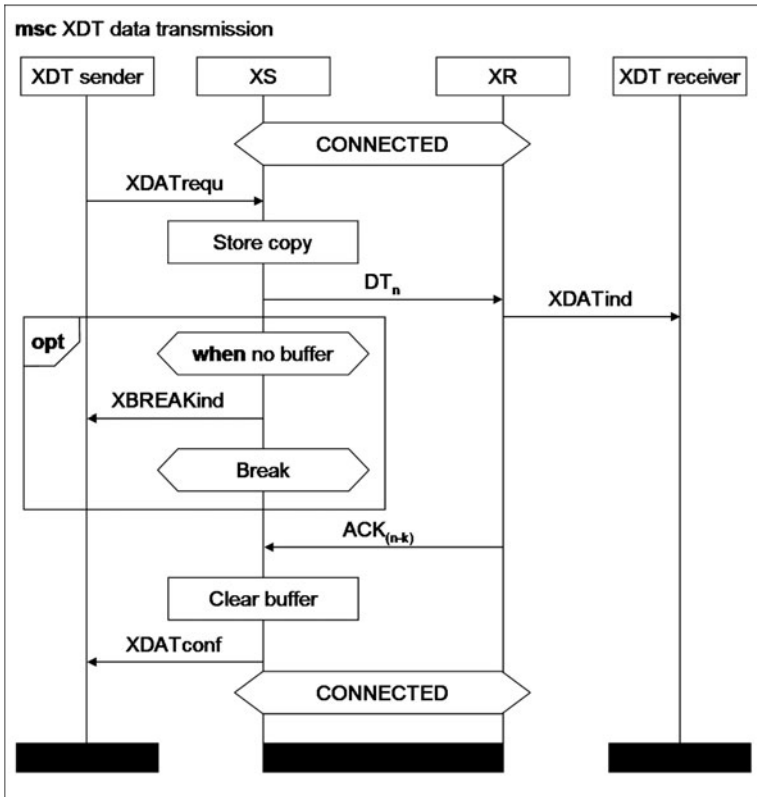 msc XDT data transmission
XDT sender
XS
XR
XDT receiver
CONNECTED
XDATrequ
Store copy
DTn
XDATind
opt
when no buffer
XBREAKind
Break
ACK(n-k)
Clear buffer
XDATconf
CONNECTED